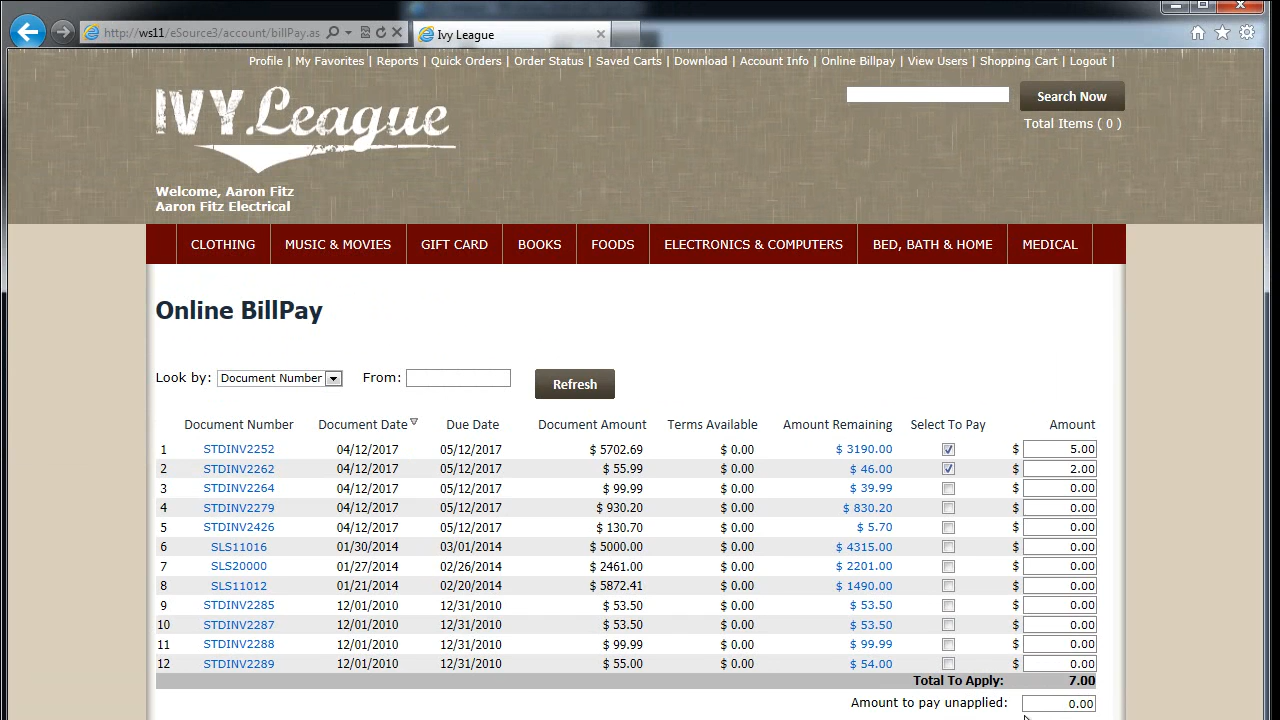 http://ws11/eSource3/account/billPay.as
Ivy League
Profile | My Favorites | Reports | Quick Orders | Order Status | Saved Carts | Download | Account Info | Online Billpay | View Users | Shopping Cart | Logout |
IVY.League
Search Now
Total Items ( 0 )
Welcome, Aaron Fitz
Aaron Fitz Electrical
CLOTHING MUSIC & MOVIES GIFT CARD BOOKS FOODS ELECTRONICS & COMPUTERS BED, BATH & HOME MEDICAL
Online BillPay
Look by: Document Number From: Refresh
Document Number Document Date Due Date Document Amount Terms Available Amount Remaining Select To Pay Amount
1 STDINV2252 04/12/2017 05/12/2017 $ 5702.69 $ 0.00 $ 3190.00 $ 5.00
2 STDINV2262 04/12/2017 05/12/2017 $ 55.99 $ 0.00 $ 46.00 $ 2.00
3 STDINV2264 04/12/2017 05/12/2017 $ 99.99 $ 0.00 $ 39.99 $ 0.00
4 STDINV2279 04/12/2017 05/12/2017 $ 930.20 $ 0.00 $ 830.20 $ 0.00
5 STDINV2426 04/12/2017 05/12/2017 $ 130.70 $ 0.00 $ 5.70 $ 0.00
6 SLS11016 01/30/2014 03/01/2014 $ 5000.00 $ 0.00 $ 4315.00 $ 0.00
7 SLS20000 01/27/2014 02/26/2014 $ 2461.00 $ 0.00 $ 2201.00 $ 0.00
8 SLS11012 01/21/2014 02/20/2014 $ 5872.41 $ 0.00 $ 1490.00 $ 0.00
9 STDINV2285 12/01/2010 12/31/2010 $ 53.50 $ 0.00 $ 53.50 $ 0.00
10 STDINV2287 12/01/2010 12/31/2010 $ 53.50 $ 0.00 $ 53.50 $ 0.00
11 STDINV2288 12/01/2010 12/31/2010 $ 99.99 $ 0.00 $ 99.99 $ 0.00
12 STDINV2289 12/01/2010 12/31/2010 $ 55.00 $ 0.00 $ 54.00 $ 0.00
Total To Apply: 7.00
Amount to pay unapplied: 0.00